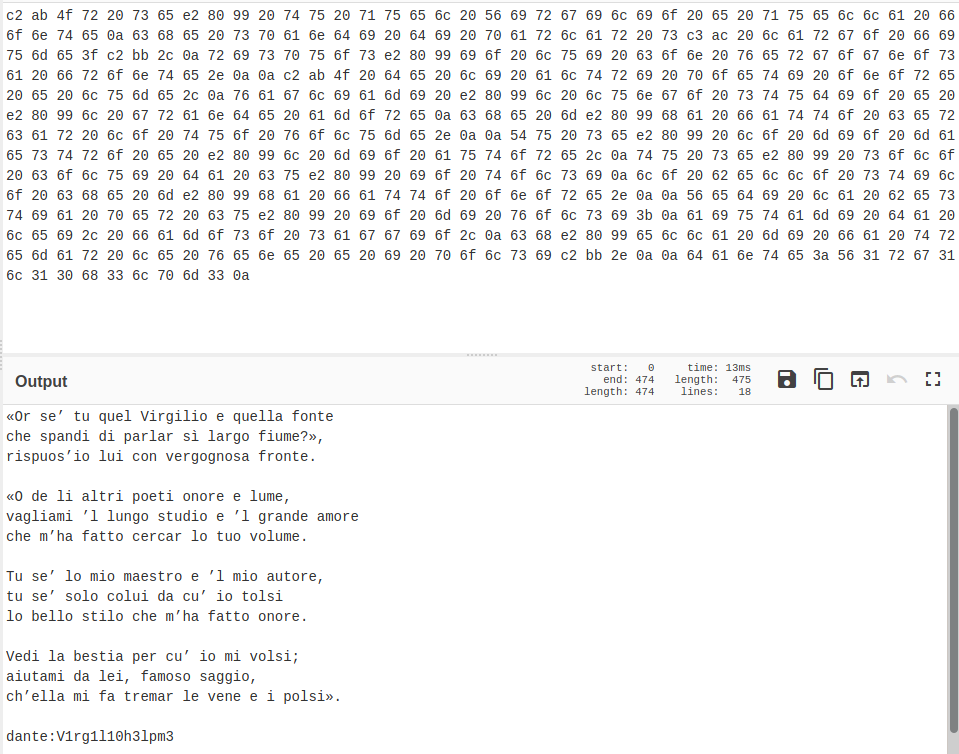 c2 ab 4f 72 20 73 65 e2 80 99 20 74 75 20 71 75 65 6c 20 56 69 72 67 69 6c 69 6f 20 65 20 71 75 65 6c 6c 61 20 66
6f 6e 74 65 0a 63 68 65 20 73 70 61 6e 64 69 20 64 69 20 70 61 72 6c 61 72 20 73 c3 ac 20 6c 61 72 67 6f 20 66 69
75 6d 65 3f c2 bb 2c 0a 72 69 73 70 75 6f 73 e2 80 99 69 6f 20 6c 75 69 20 63 6f 6e 20 76 65 72 67 6f 67 6e 6f 73
61 20 66 72 6f 6e 74 65 2e 0a 0a c2 ab 4f 20 64 65 20 6c 69 20 61 6c 74 72 69 20 70 6f 65 74 69 20 6f 6e 6f 72 65
20 65 20 6c 75 6d 65 2c 0a 76 61 67 6c 69 61 6d 69 20 e2 80 99 6c 20 6c 75 6e 67 6f 20 73 74 75 64 69 6f 20 65 20
e2 80 99 6c 20 67 72 61 6e 64 65 20 61 6d 6f 72 65 0a 63 68 65 20 6d e2 80 99 68 61 20 66 61 74 74 6f 20 63 65 72
63 61 72 20 6c 6f 20 74 75 6f 20 76 6f 6c 75 6d 65 2e 0a 0a 54 75 20 73 65 e2 80 99 20 6c 6f 20 6d 69 6f 20 6d 61
65 73 74 72 6f 20 65 20 e2 80 99 6c 20 6d 69 6f 20 61 75 74 6f 72 65 2c 0a 74 75 20 73 65 e2 80 99 20 73 6f 6c 6f
20 63 6f 6c 75 69 20 64 61 20 63 75 e2 80 99 20 69 6f 20 74 6f 6c 73 69 0a 6c 6f 20 62 65 6c 6c 6f 20 73 74 69 6c
6f 20 63 68 65 20 6d e2 80 99 68 61 20 66 61 74 74 6f 20 6f 6e 6f 72 65 2e 0a 0a 56 65 64 69 20 6c 61 20 62 65 73
74 69 61 20 70 65 72 20 63 75 e2 80 99 20 69 6f 20 6d 69 20 76 6f 6c 73 69 3b 0a 61 69 75 74 61 6d 69 20 64 61 20
6c 65 69 2c 20 66 61 6d 6f 73 6f 20 73 61 67 67 69 6f 2c 0a 63 68 e2 80 99 65 6c 6c 61 20 6d 69 20 66 61 20 74 72
65 6d 61 72 20 6c 65 20 76 65 6e 65 20 65 20 69 20 70 6f 6c 73 69 c2 bb 2e 0a 0a 64 61 6e 74 65 3a 56 31 72 67 31
6c 31 30 68 33 6c 70 6d 33 0a
Output
start: 0 time: 13ms
end: 474 length: 475
length: 474 lines: 18
«Or se’ tu quel Virgilio e quella fonte
che spandi di parlar sì largo fiume?»,
rispuos’io lui con vergognosa fronte.
«O de li altri poeti onore e lume,
vagliami ’l lungo studio e ’l grande amore
che m’ha fatto cercar lo tuo volume.
Tu se’ lo mio maestro e ’l mio autore,
tu se’ solo colui da cu’ io tolsi
lo bello stilo che m’ha fatto onore.
Vedi la bestia per cu’ io mi volsi;
aiutami da lei, famoso saggio,
ch’ella mi fa tremar le vene e i polsi».
dante:V1rg1l10h3lpm3